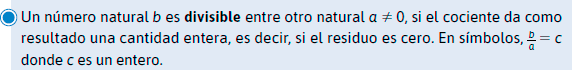 Un número natural b es divisible entre otro natural a ≠ 0, si el cociente da como
resultado una cantidad entera, es decir, si el residuo es cero. En símbolos, b/a = c
donde c es un entero.